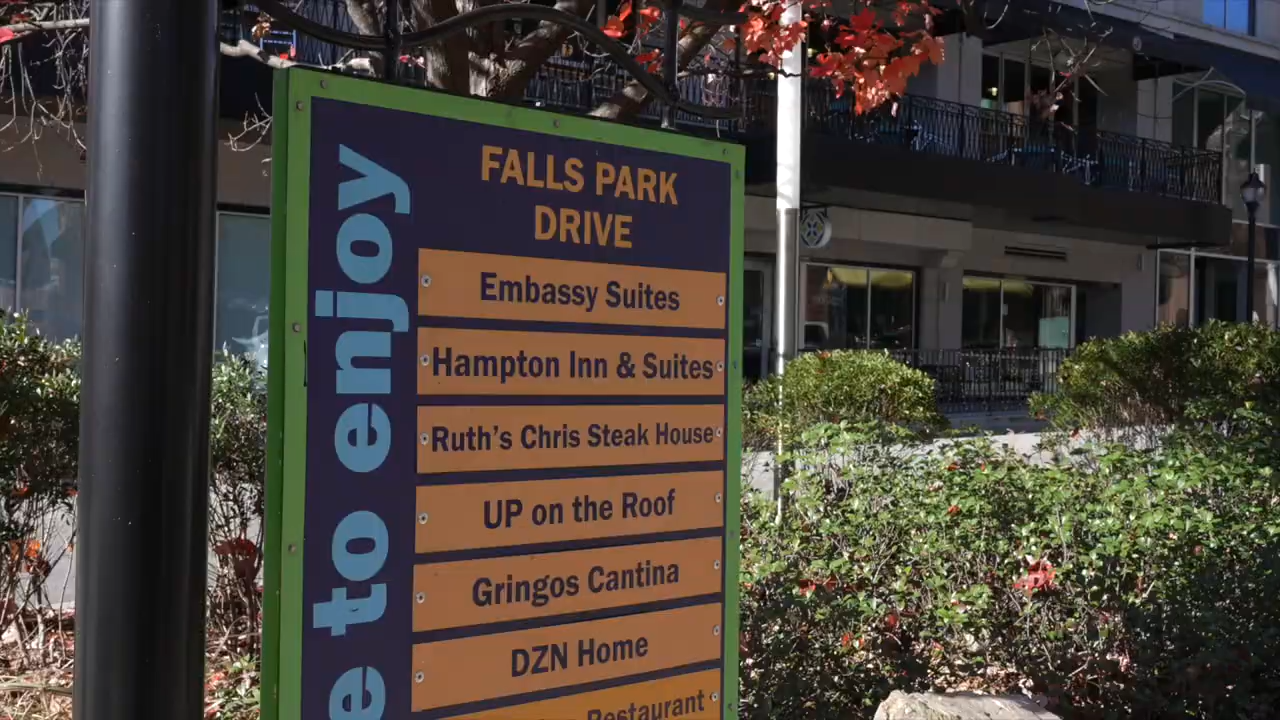 e to enjoy
FALLS PARK
DRIVE
Embassy Suites
Hampton Inn & Suites
Ruth's Chris Steak House
UP on the Roof
Gringos Cantina
DZN Home
Restaurant